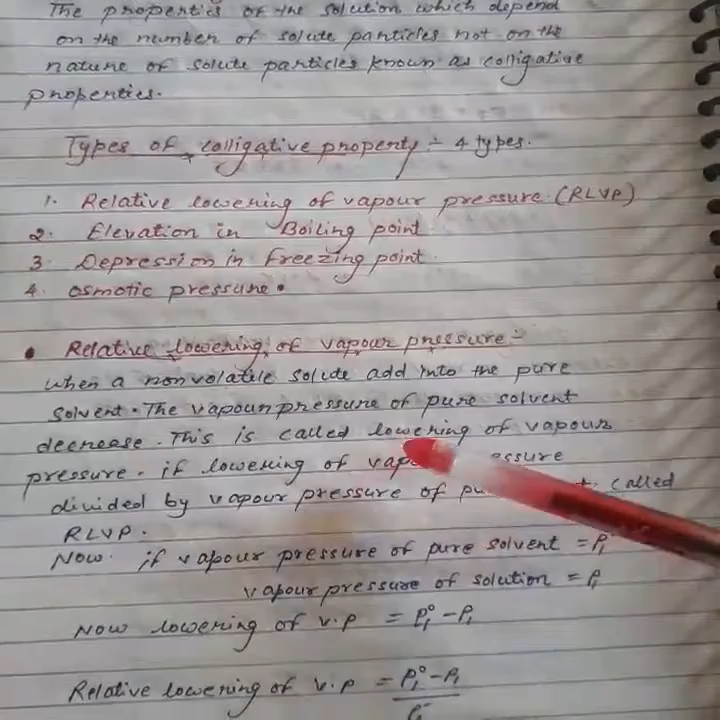 The properties of the solution which depend
on the number of solute particles not on the
nature of solute particles known as colligative
properties.
Types of colligative property - 4 types.
1. Relative lowering of vapour pressure (RLVP)
2. Elevation in Boiling point
3. Depression in freezing point.
4. osmotic pressure.
• Relative lowering of vapour pressure -
when a nonvolatile solute add into the pure
solvent. The vapour pressure of pure solvent
decrease. This is called lowering of vapour
pressure. if lowering of vap essure
divided by vapour pressure of pu called
RLVP.
Now if vapour pressure of pure solvent = P₁
vapour pressure of solution = P₁
Now lowering of v.p = P₁° - P₁
Relative lowering of v.p = P₁° - P₁